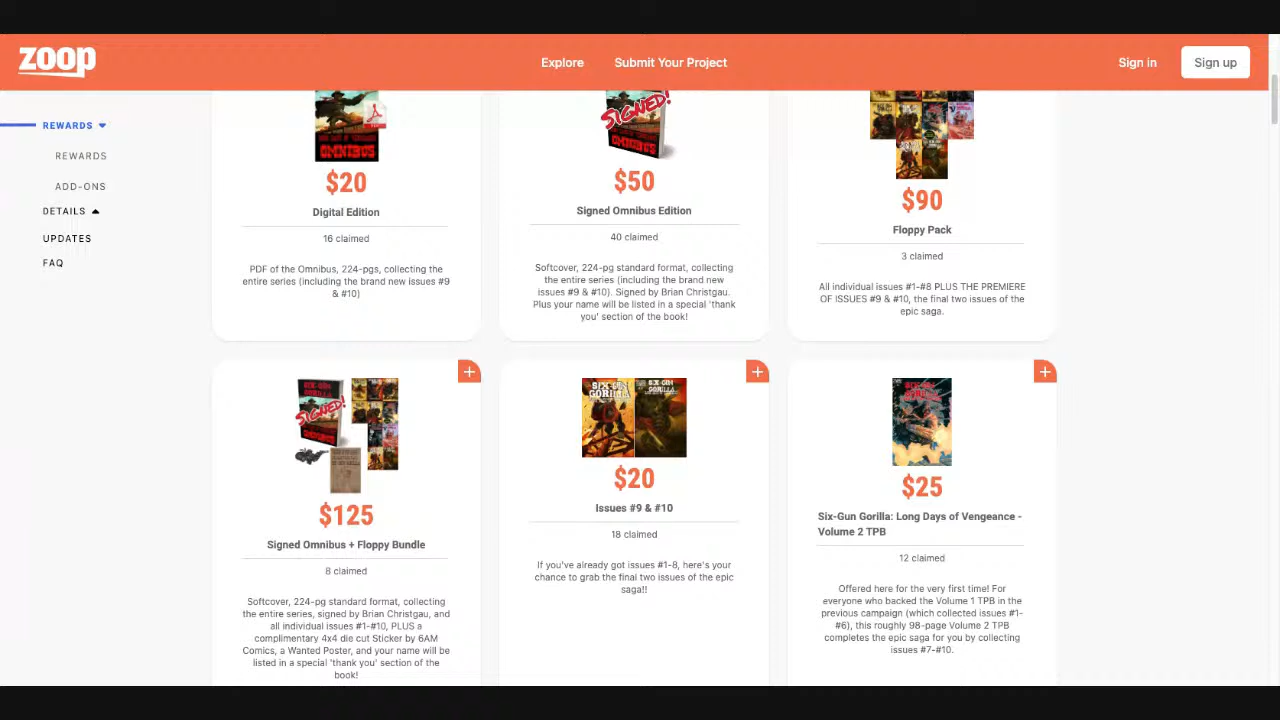 zoop
Explore
Submit Your Project
Sign in
Sign up
REWARDS
REWARDS
ADD-ONS
DETAILS
UPDATES
FAQ
OMNIBUS
$20
Digital Edition
16 claimed
PDF of the Omnibus, 224-pgs, collecting the
entire series (including the brand new issues #9
& #10)
SIGNED!
OMNIBUS
$50
Signed Omnibus Edition
40 claimed
Softcover, 224-pg standard format, collecting
the entire series (including the brand new
issues #9 & #10). Signed by Brian Christgau.
Plus your name will be listed in a special 'thank
you' section of the book!
$90
Floppy Pack
3 claimed
All individual issues #1-#8 PLUS THE PREMIERE
OF ISSUES #9 & #10, the final two issues of the
epic saga.
SIX-GUN
GORILLA
SIGNED!
OMNIBUS
$125
Signed Omnibus + Floppy Bundle
8 claimed
Softcover, 224-pg standard format, collecting
the entire series, signed by Brian Christgau, and
all individual issues #1-#10, PLUS a
complimentary 4x4 die cut Sticker by 6AM
Comics, a Wanted Poster, and your name will be
listed in a special 'thank you' section of the
book!
SIX-GUN
GORILLA
SIX-GUN
GORILLA
$20
Issues #9 & #10
18 claimed
If you've already got issues #1-8, here's your
chance to grab the final two issues of the epic
saga!!
SIX-GUN
GORILLA
$25
Six-Gun Gorilla: Long Days of Vengeance -
Volume 2 TPB
12 claimed
Offered here for the very first time! For
everyone who backed the Volume 1 TPB in the
previous campaign (which collected issues #1-
#6), this roughly 98-page Volume 2 TPB
completes the epic saga for you by collecting
issues #7-#10.